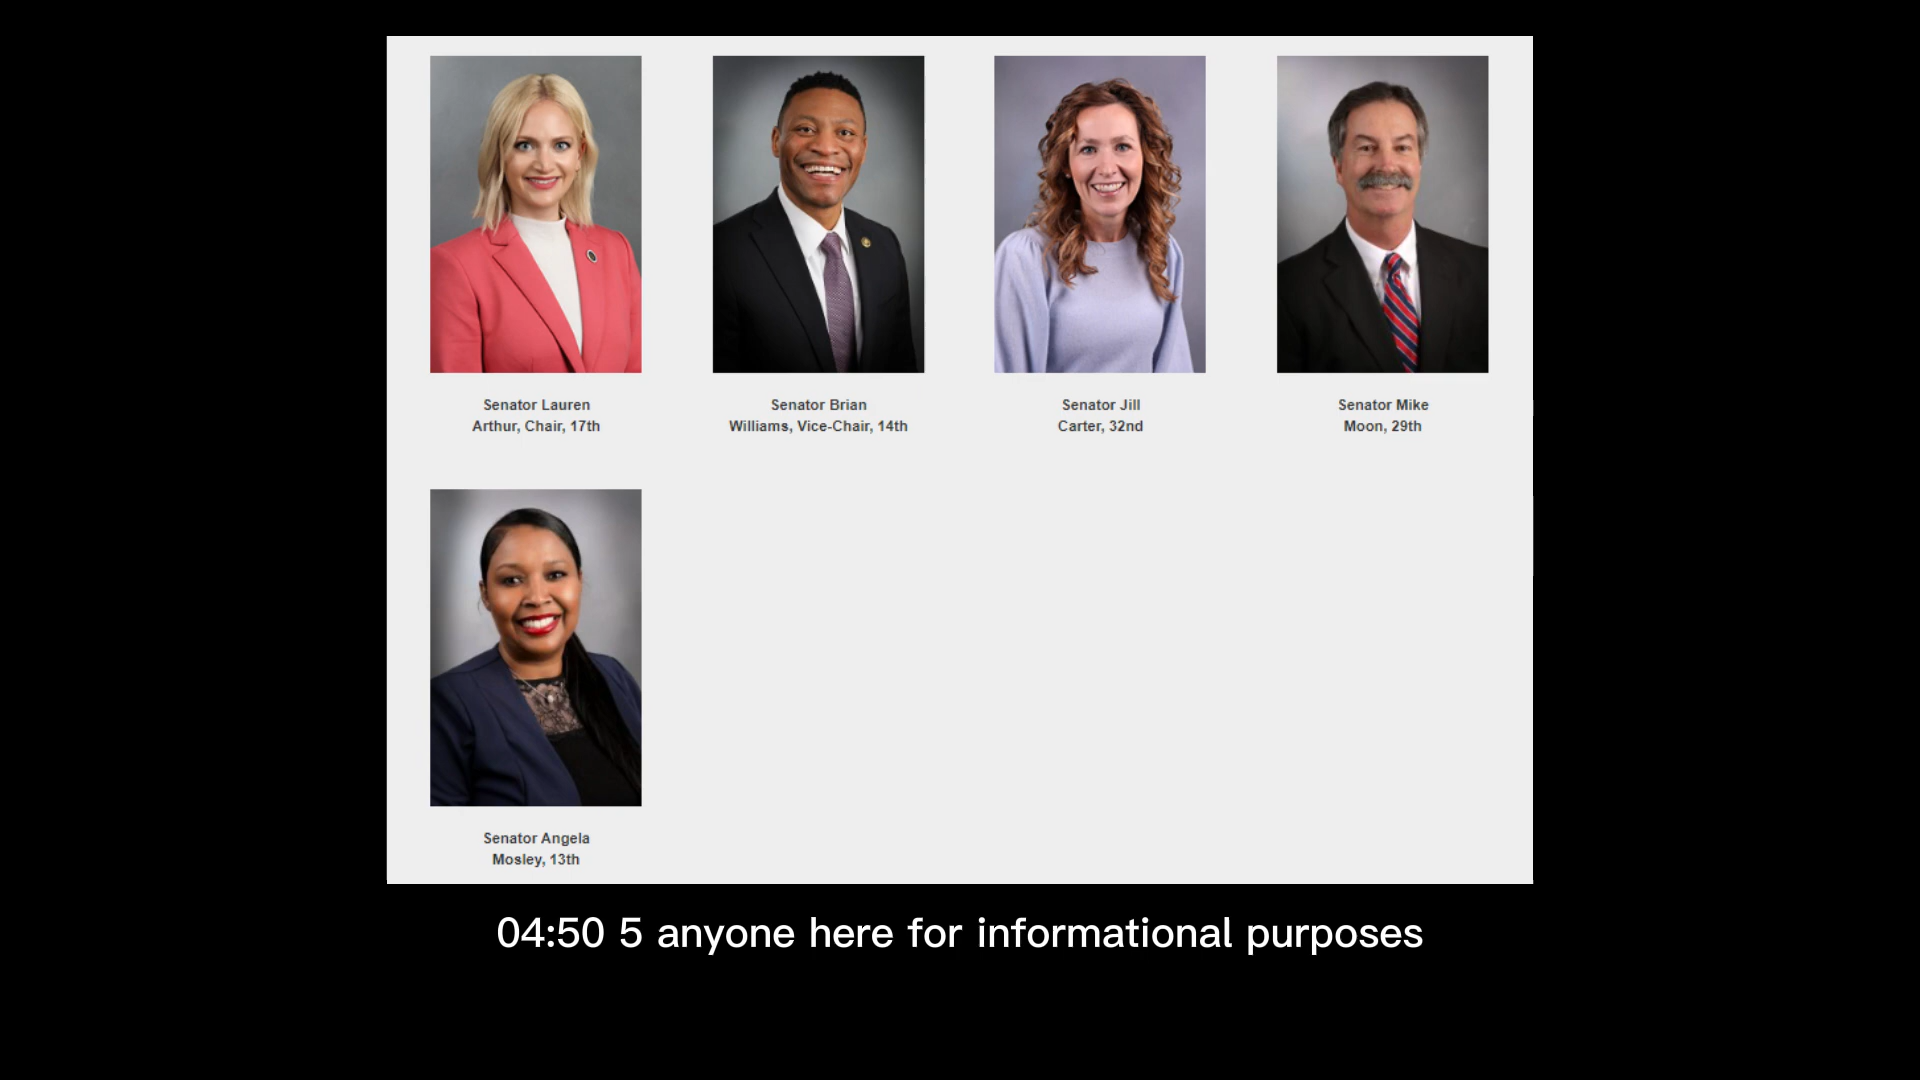 Senator Lauren
Arthur, Chair, 17th
Senator Brian
Williams, Vice-Chair, 14th
Senator Jill
Carter, 32nd
Senator Mike
Moon, 29th
Senator Angela
Mosley, 13th
04:50 5 anyone here for informational purposes